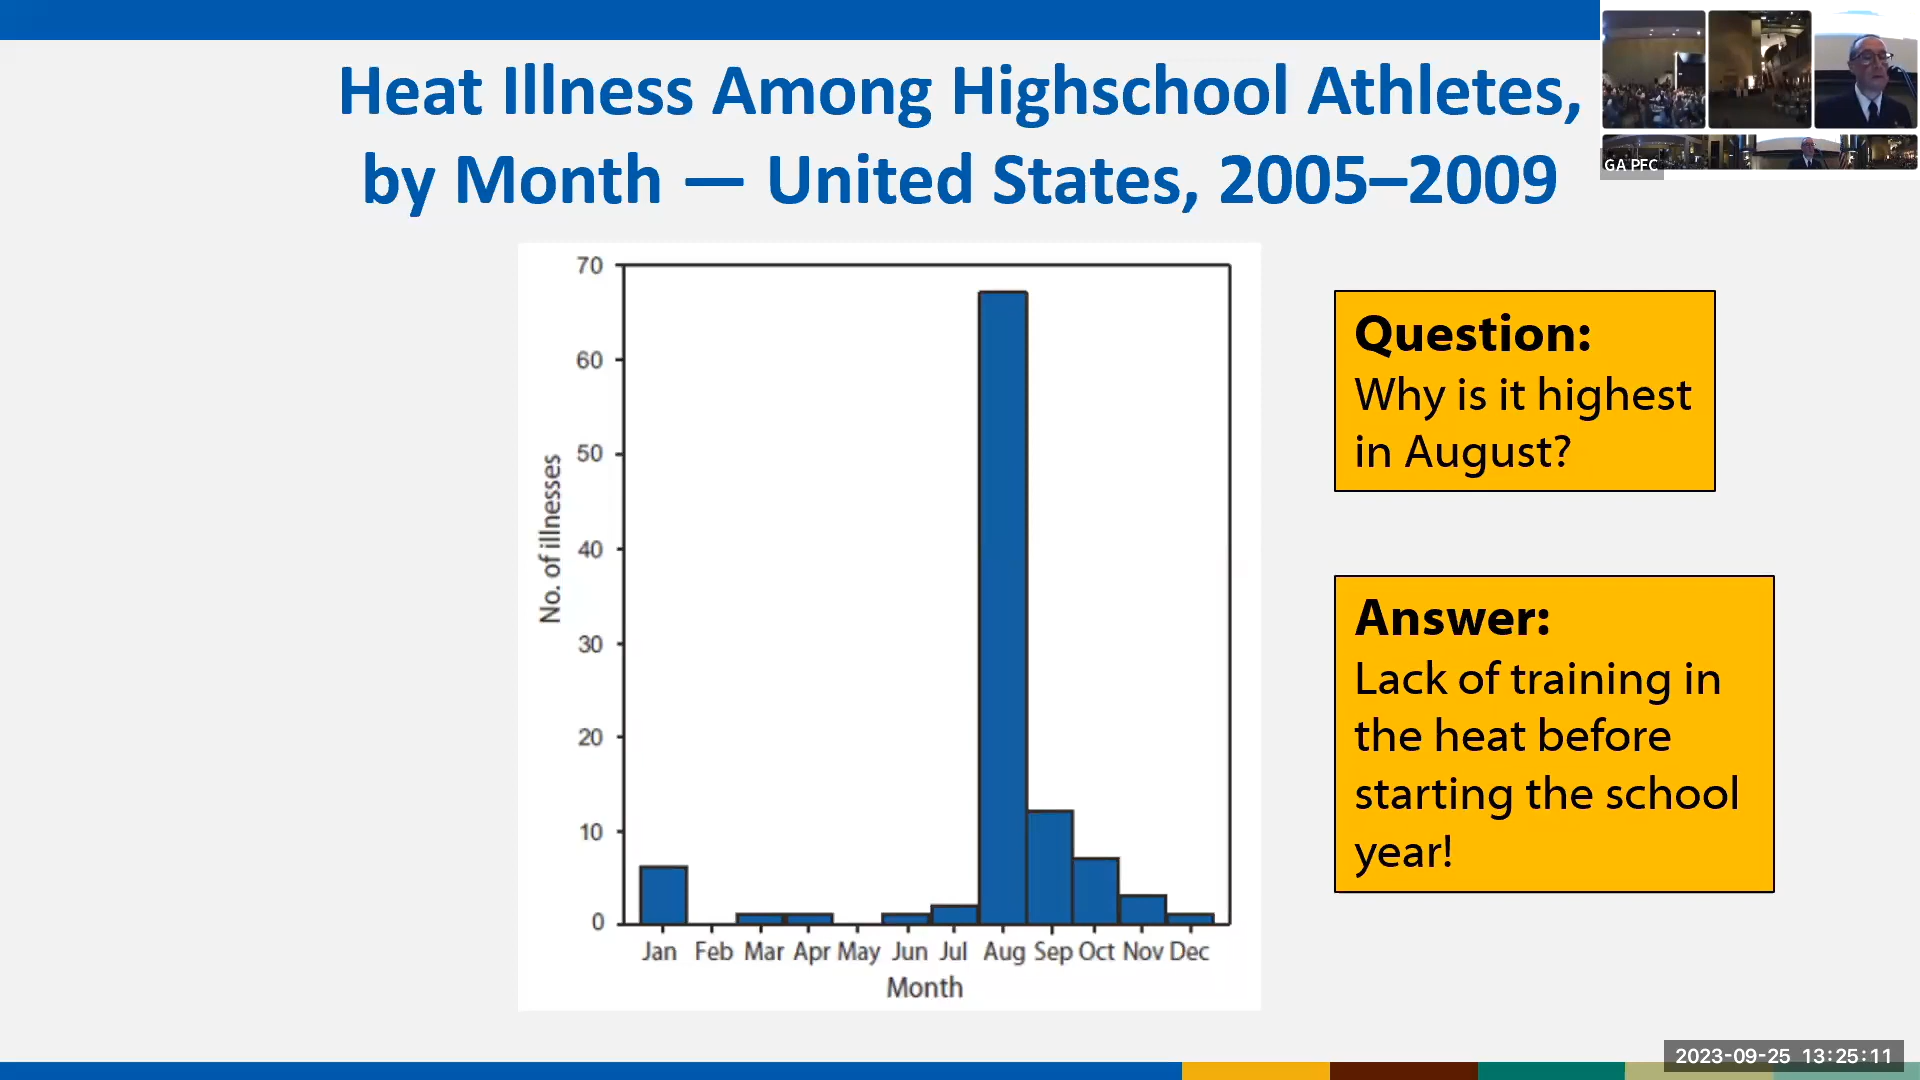 Heat Illness Among Highschool Athletes,
by Month — United States, 2005–2009
GA PFC
70
60
50
40
30
20
10
0
No. of illnesses
Jan Feb Mar Apr May Jun Jul Aug Sep Oct Nov Dec
Month
Question:
Why is it highest
in August?
Answer:
Lack of training in
the heat before
starting the school
year!
2023-09-25 13:25:11